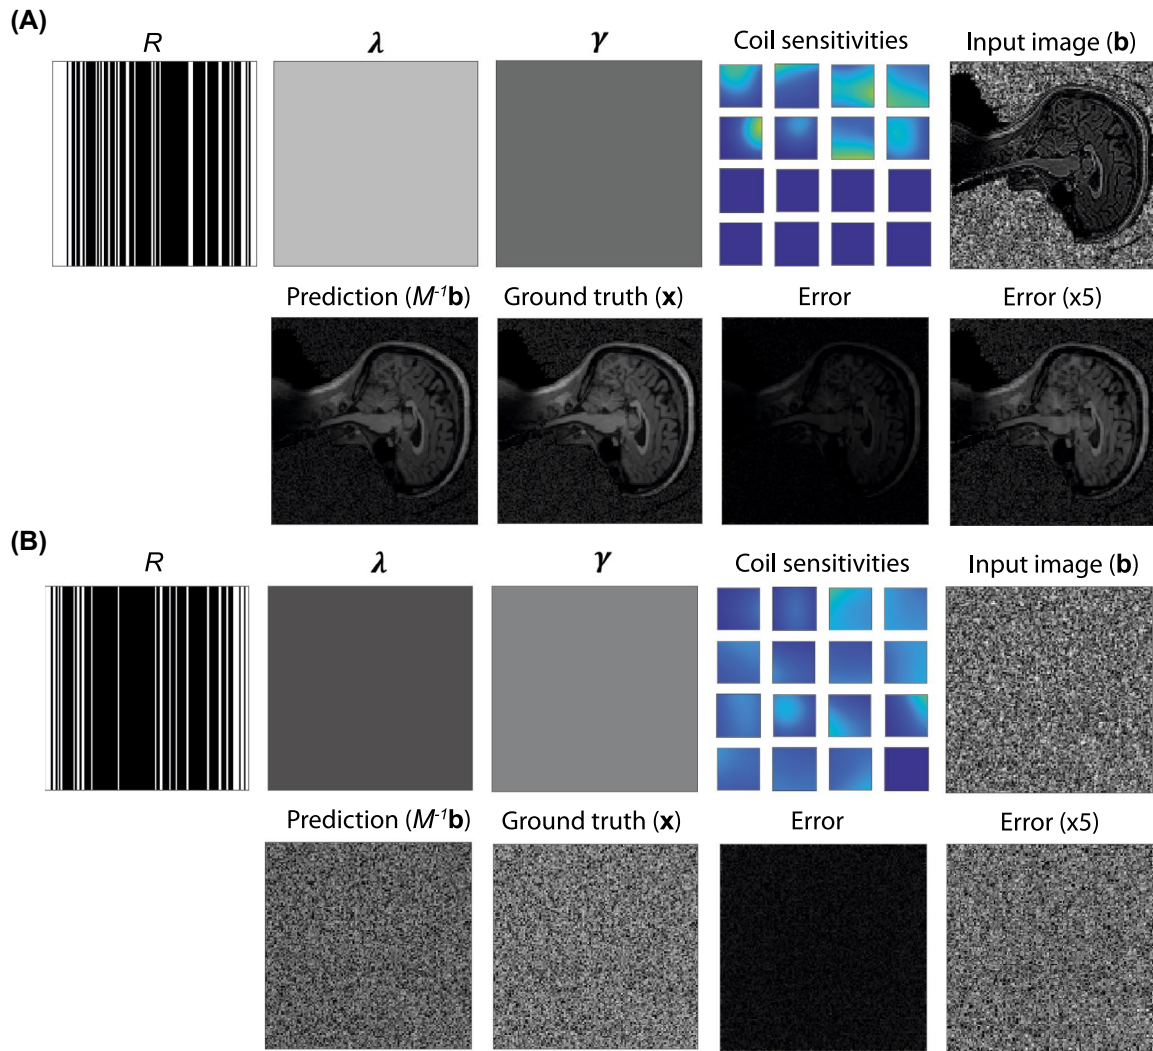 (A)
R λ γ Coil sensitivities Input image (b)
Prediction (M⁻¹b) Ground truth (x) Error Error (x5)
(B)
R λ γ Coil sensitivities Input image (b)
Prediction (M⁻¹b) Ground truth (x) Error Error (x5)